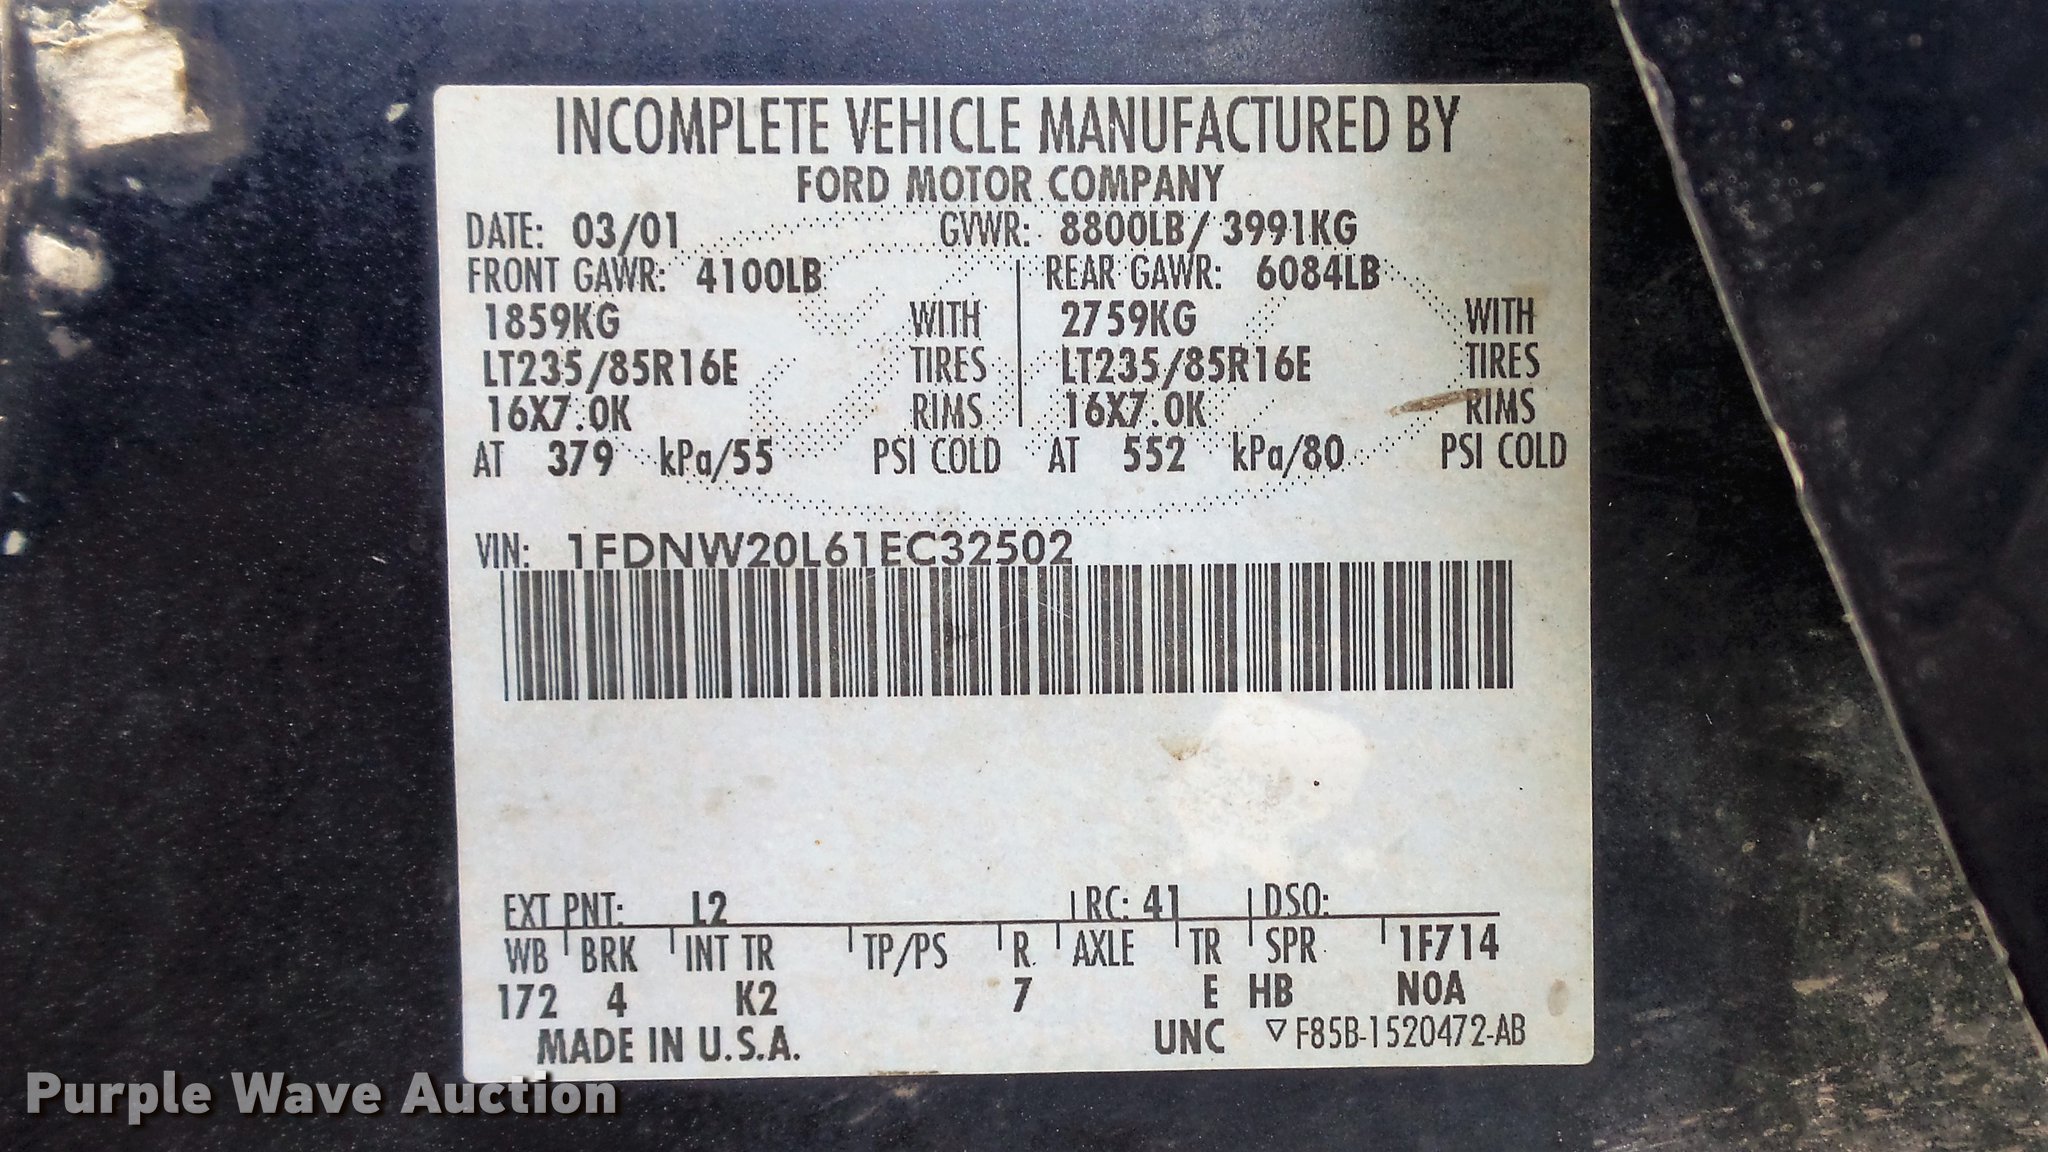 INCOMPLETE VEHICLE MANUFACTURED BY
FORD MOTOR COMPANY
DATE: 03/01 GVWR: 8800LB/ 3991KG
FRONT GAWR: 4100LB REAR GAWR: 6084LB
1859KG WITH 2759KG WITH
LT235/85R16E TIRES LT235/85R16E TIRES
16X7.0K RIMS 16X7.0K RIMS
AT 379 kPa/55 PSI COLD AT 552 kPa/80 PSI COLD
VIN: 1FDNW20L61EC32502
EXT PNT: L2 RC: 41 DSO:
WB BRK INT TR TP/PS R AXLE TR SPR 1F714
172 4 K2 7 E HB N0A
MADE IN U.S.A. UNC ▽ F85B-1520472-AB
Purple Wave Auction